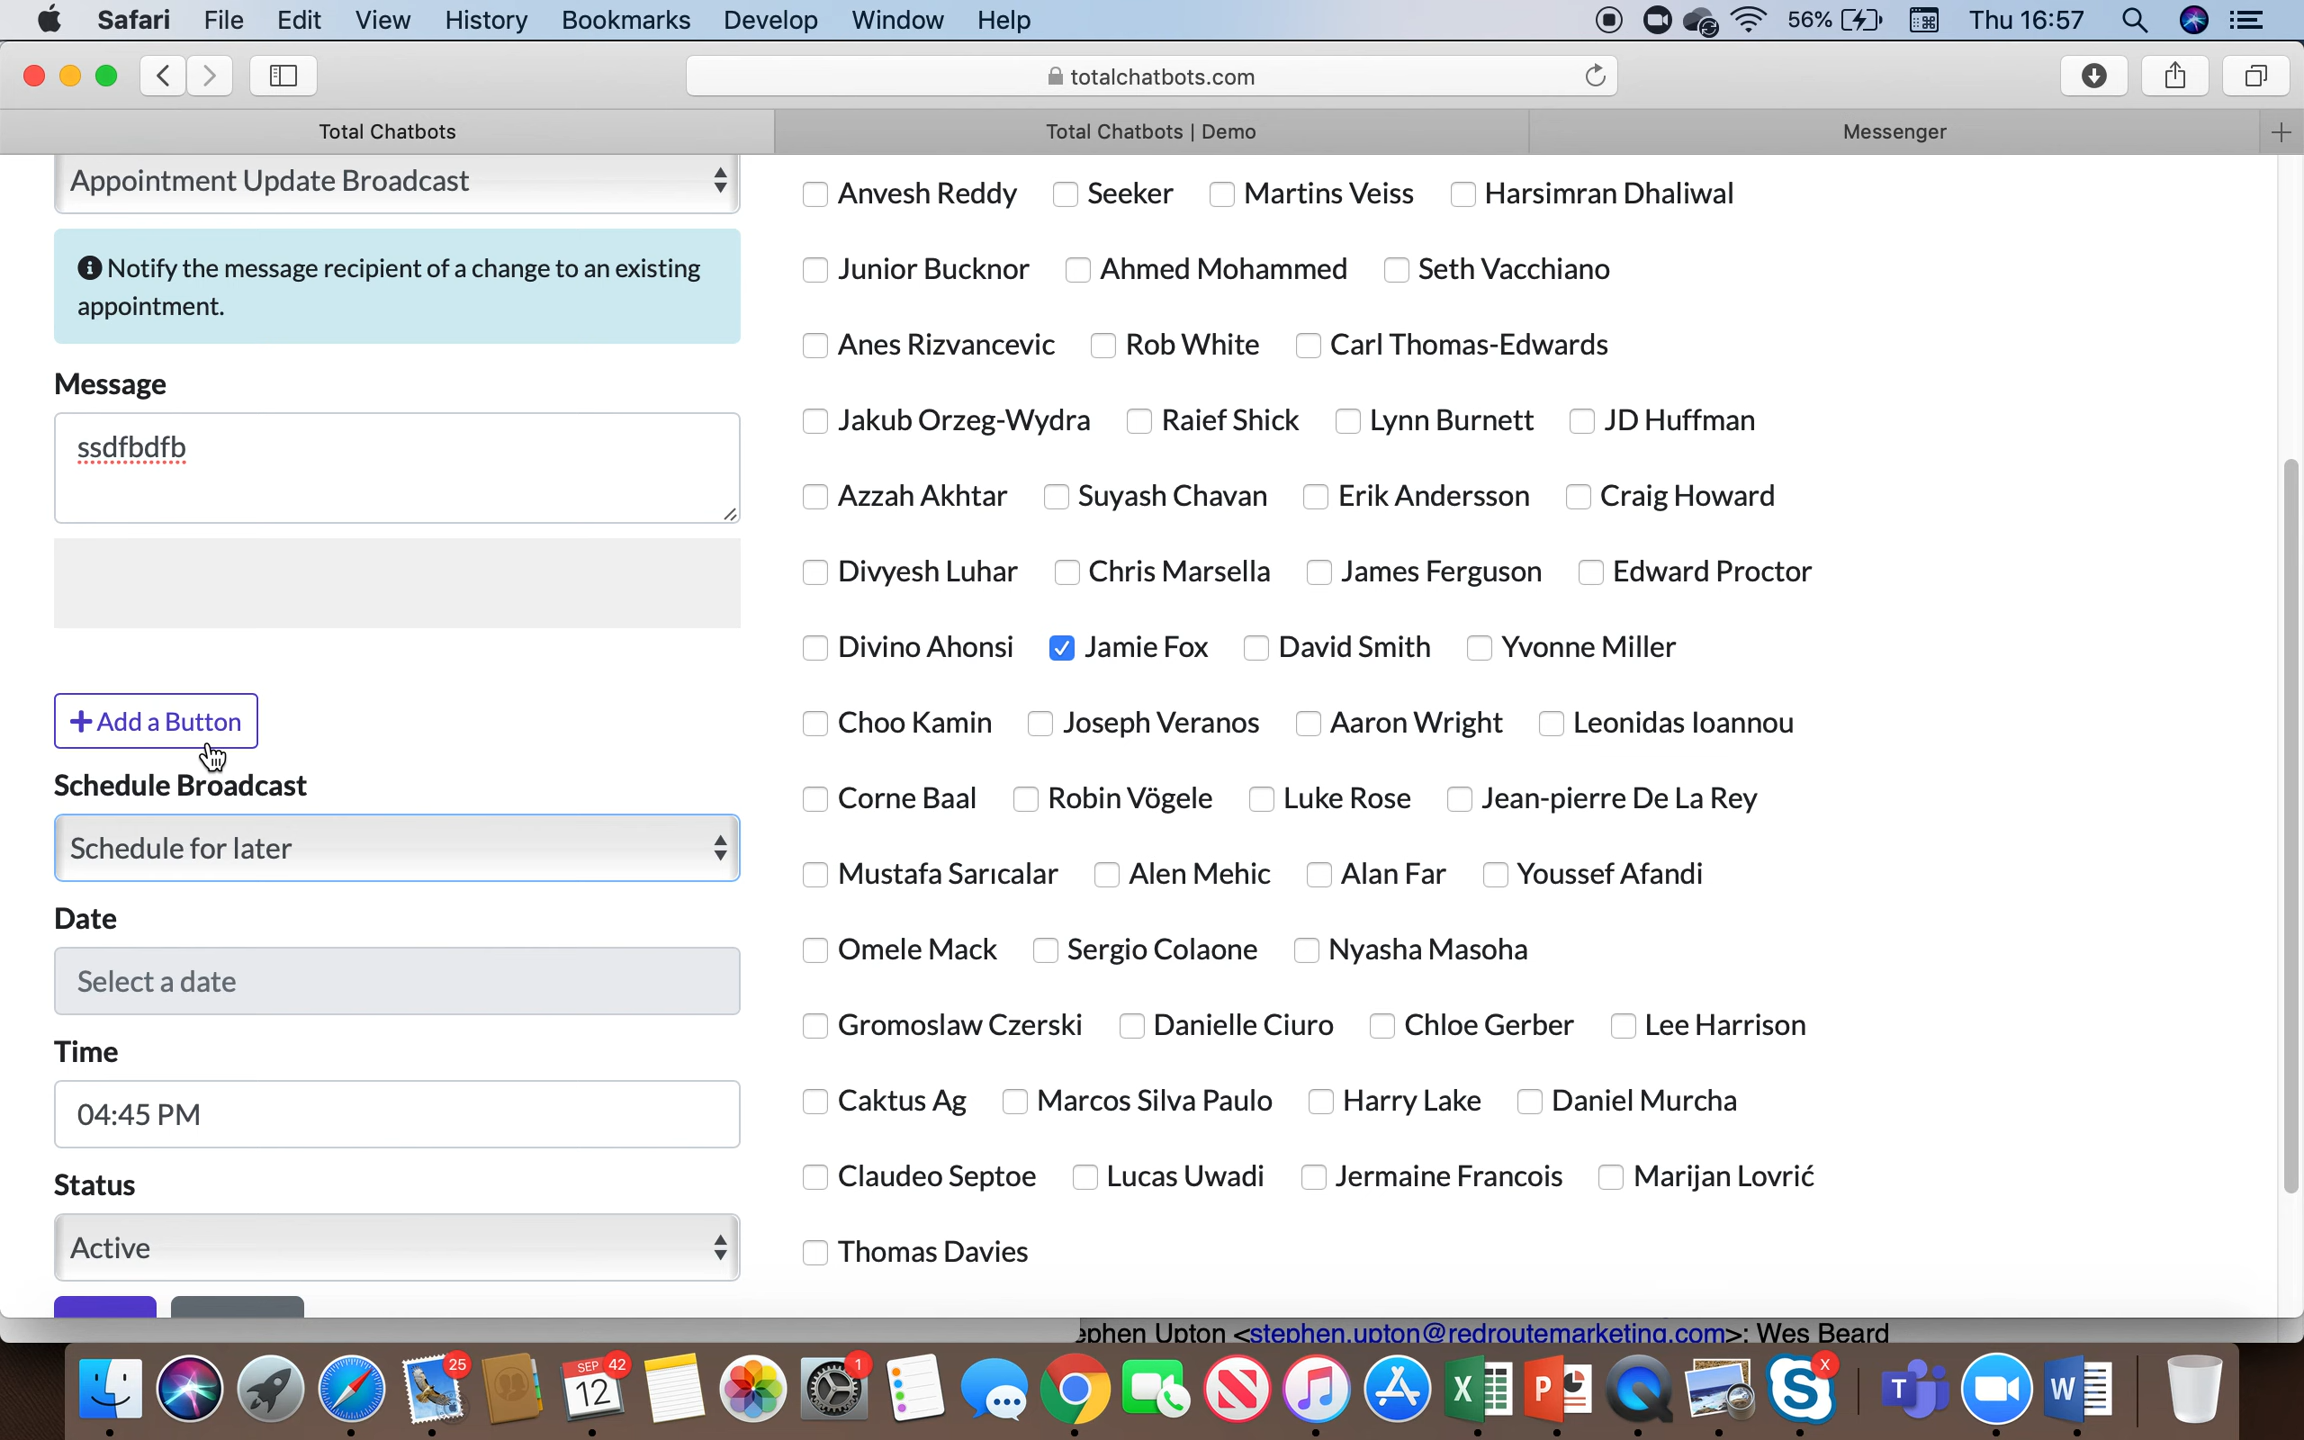 Safari File Edit View History Bookmarks Develop Window Help 56% Thu 16:57
totalchatbots.com
Total Chatbots Total Chatbots | Demo Messenger
Appointment Update Broadcast
Notify the message recipient of a change to an existing
appointment.
Message
ssdfbdfb
Add a Button
Schedule Broadcast
Schedule for later
Date
Select a date
Time
04:45 PM
Status
Active
Anvesh Reddy Seeker Martins Veiss Harsimran Dhaliwal
Junior Bucknor Ahmed Mohammed Seth Vacchiano
Anes Rizvancevic Rob White Carl Thomas-Edwards
Jakub Orzeg-Wydra Raief Shick Lynn Burnett JD Huffman
Azzah Akhtar Suyash Chavan Erik Andersson Craig Howard
Divyesh Luhar Chris Marsella James Ferguson Edward Proctor
Divino Ahonsi Jamie Fox David Smith Yvonne Miller
Choo Kamin Joseph Veranos Aaron Wright Leonidas Ioannou
Corne Baal Robin Vögele Luke Rose Jean-pierre De La Rey
Mustafa Sarıcalar Alen Mehic Alan Far Youssef Afandi
Omele Mack Sergio Colaone Nyasha Masoha
Gromoslaw Czerski Danielle Ciuro Chloe Gerber Lee Harrison
Caktus Ag Marcos Silva Paulo Harry Lake Daniel Murcha
Claudeo Septoe Lucas Uwadi Jermaine Francois Marijan Lovrić
Thomas Davies
ephen Upton <stephen.upton@redroutemarketing.com>: Wes Beard
25 SEP 42 1 X
12 N X P S T W